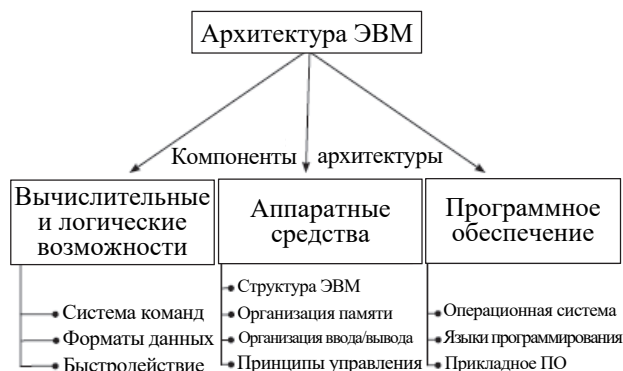 Архитектура ЭВМ
Компоненты архитектуры
Вычислительные
и логические
возможности
Система команд
Форматы данных
Быстродействие
Аппаратные
средства
Структура ЭВМ
Организация памяти
Организация ввода/вывода
Принципы управления
Программное
обеспечение
Операционная система
Языки программирования
Прикладное ПО